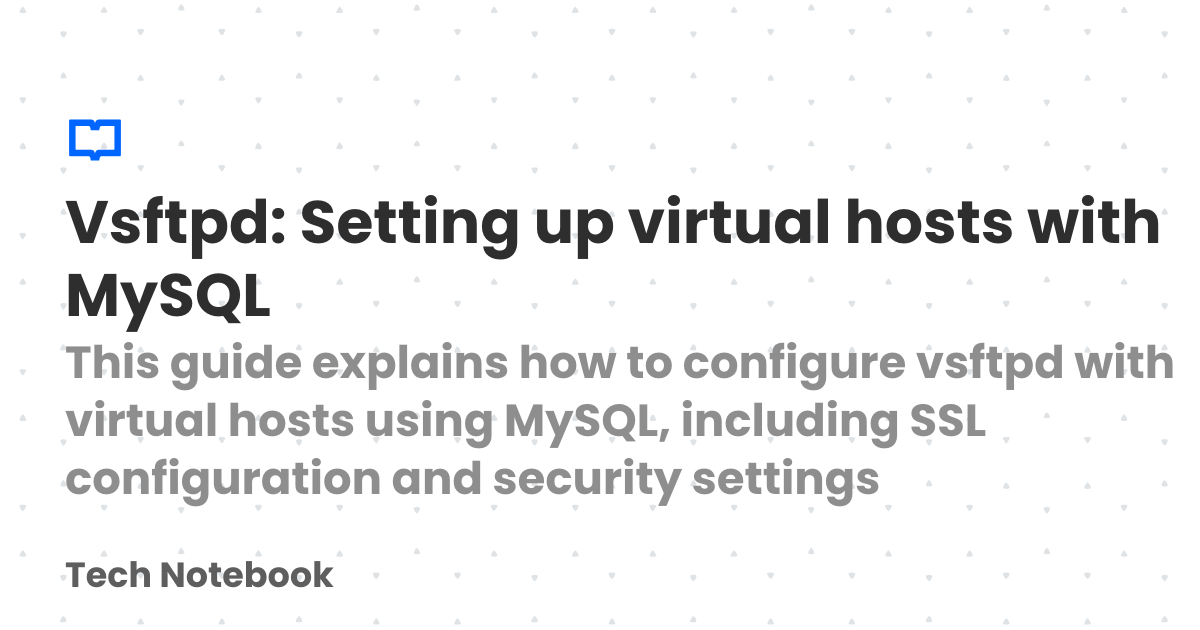 Vsftpd: Setting up virtual hosts with
MySQL
This guide explains how to configure vsftpd with
virtual hosts using MySQL, including SSL
configuration and security settings
Tech Notebook